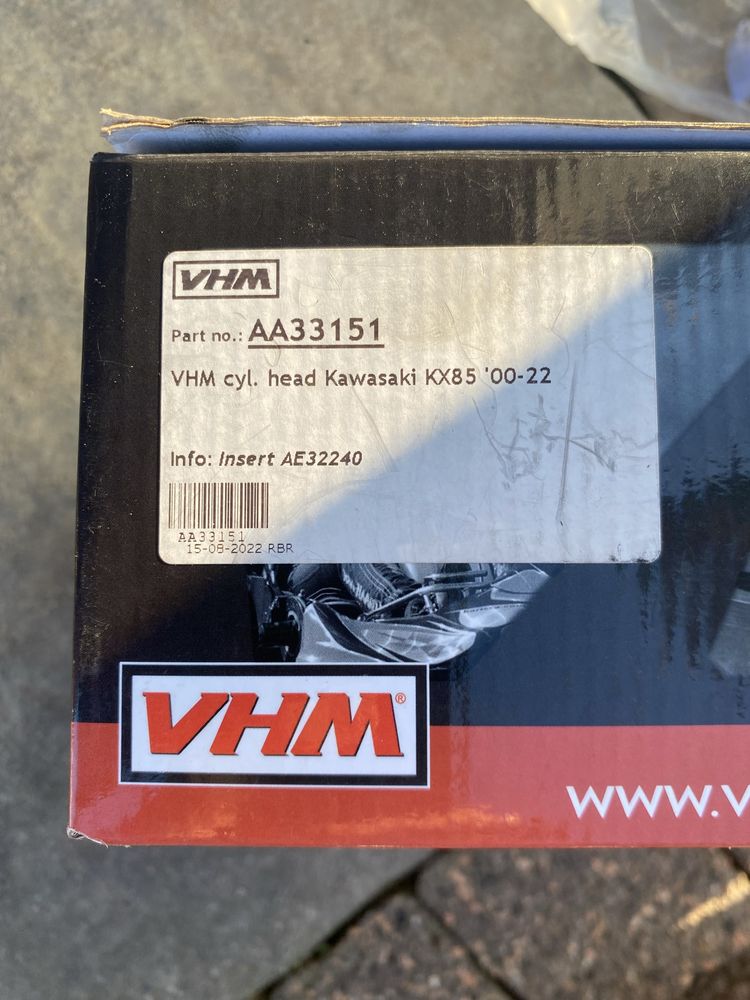 VHM
Part no.: AA33151
VHM cyl. head Kawasaki KX85 '00-22
Info: Insert AE32240
AA33151
15-08-2022 RBR
VHM®
www.v